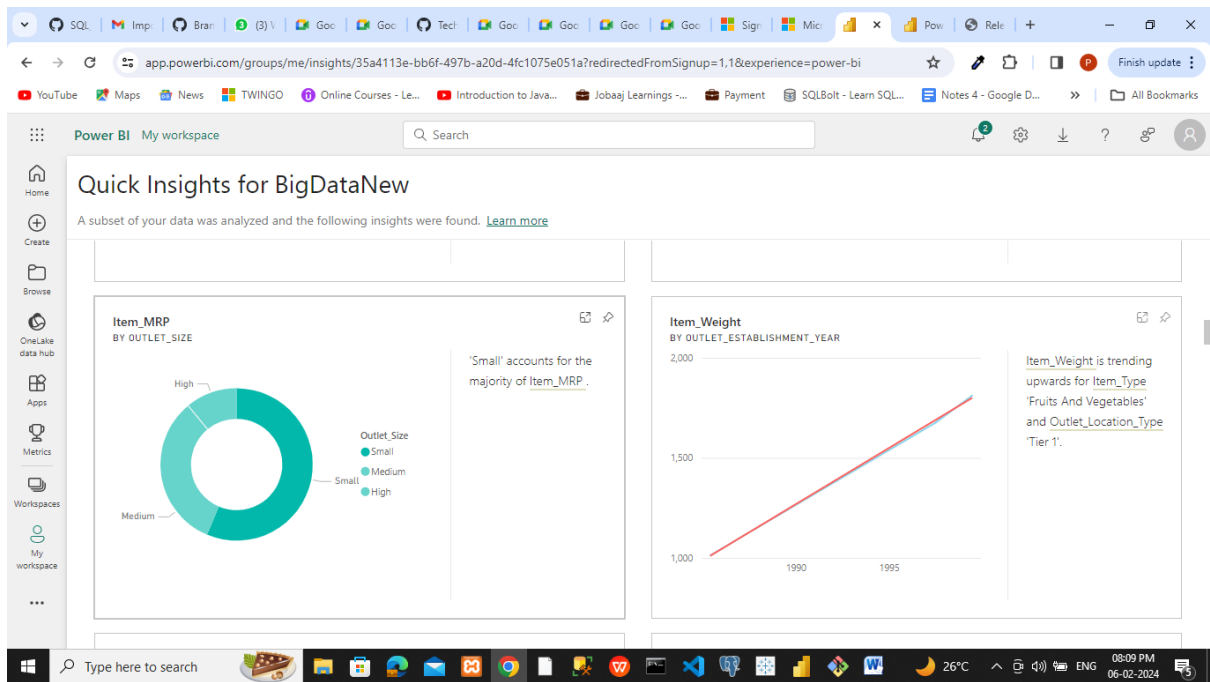 SQL
Imp
Bran
(3) V
Goo
Goo
Tech
Goo
Goo
Goo
Goo
Sign
Mic
Pow
Rele
app.powerbi.com/groups/me/insights/35a4113e-bb6f-497b-a20d-4fc1075e051a?redirectedFromSignup=1,1&experience=power-bi
P
Finish update
YouTube Maps News TWINGO Online Courses - Le... Introduction to Java... Jobaaj Learnings -... Payment SQLBolt - Learn SQL... Notes 4 - Google D... » All Bookmarks
Power BI My workspace
Search
2
?
Quick Insights for BigDataNew
A subset of your data was analyzed and the following insights were found. Learn more
Home
Create
Browse
OneLake
data hub
Apps
Metrics
Workspaces
My
workspace
Item_MRP
BY OUTLET_SIZE
High
Medium
Small
Outlet_Size
Small
Medium
High
'Small' accounts for the
majority of Item_MRP .
Item_Weight
BY OUTLET_ESTABLISHMENT_YEAR
2,000
1,500
1,000
1990 1995
Item_Weight is trending
upwards for Item_Type
'Fruits And Vegetables'
and Outlet_Location_Type
'Tier 1'.
Type here to search
26°C
ENG
08:09 PM
06-02-2024
5